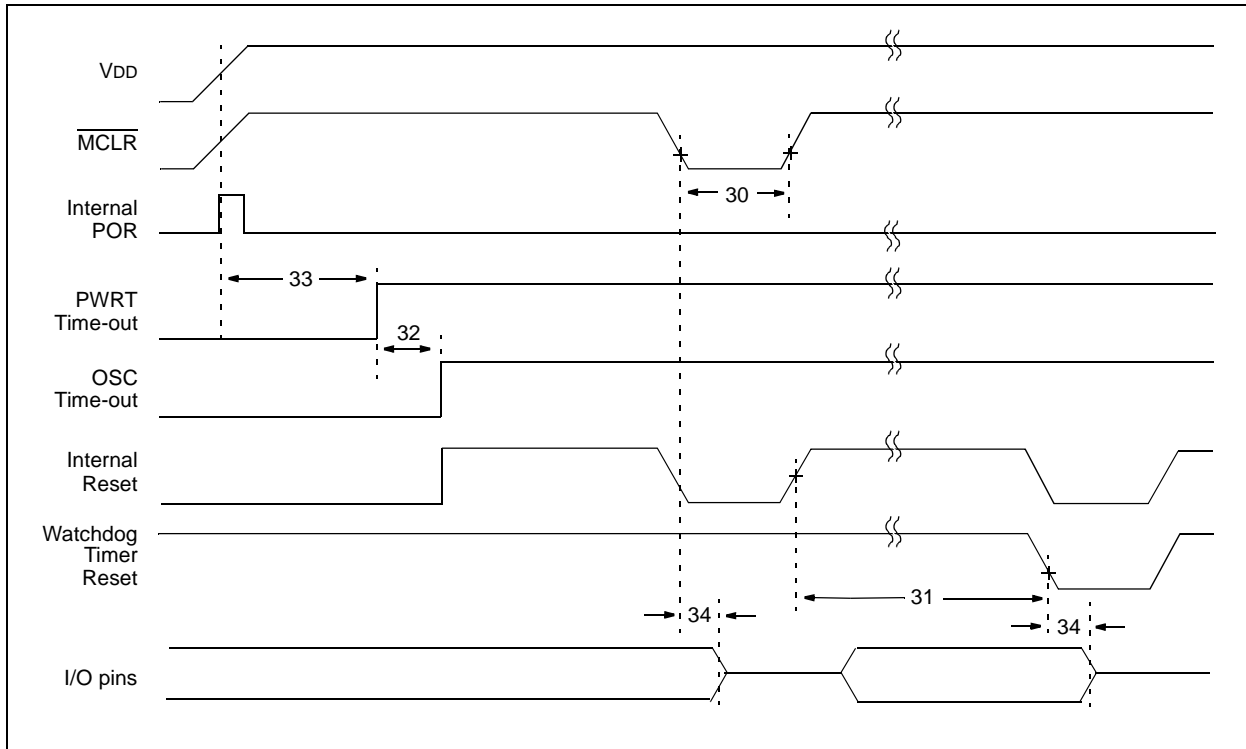 VDD
MCLR
30
Internal
POR
33
PWRT
Time-out
32
OSC
Time-out
Internal
Reset
Watchdog
Timer
Reset
31
34
34
I/O pins